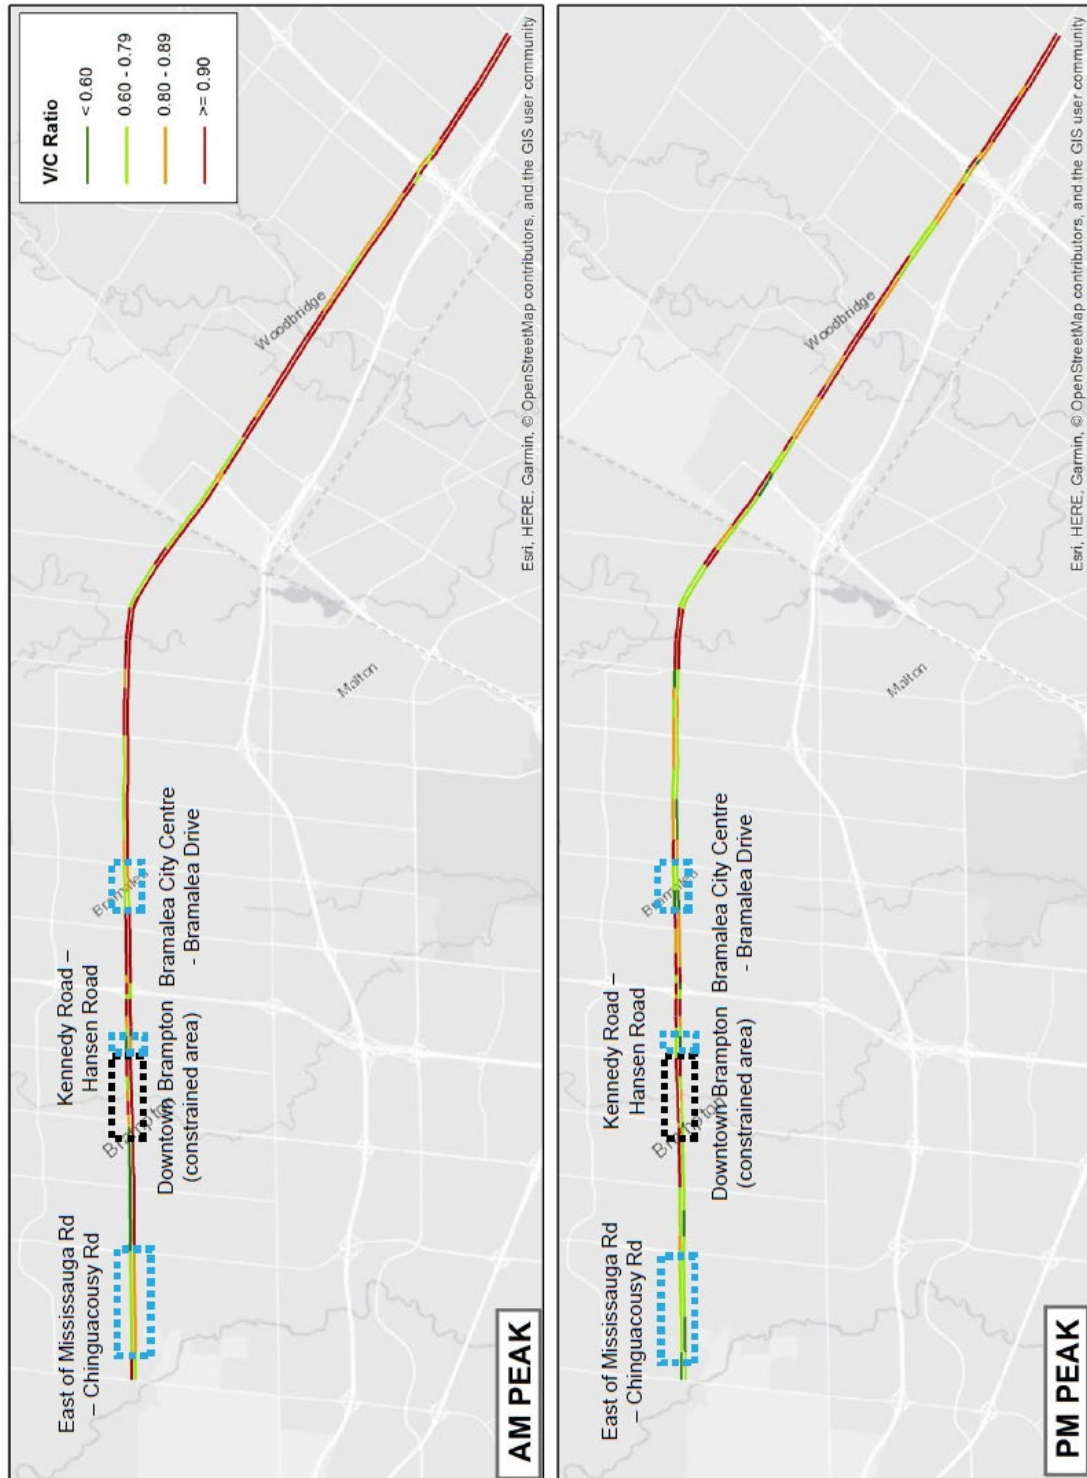 V/C Ratio
< 0.60
0.60 - 0.79
0.80 - 0.89
>= 0.90
Woodbridge
Malton
Bramalea
Brampton
Kennedy Road –
Hansen Road
Bramalea City Centre
- Bramalea Drive
Downtown Brampton
(constrained area)
East of Mississauga Rd
– Chinguacousy Rd
AM PEAK
Esri, HERE, Garmin, © OpenStreetMap contributors, and the GIS user community
Woodbridge
Malton
Bramalea
Brampton
Kennedy Road –
Hansen Road
Bramalea City Centre
- Bramalea Drive
Downtown Brampton
(constrained area)
East of Mississauga Rd
– Chinguacousy Rd
PM PEAK
Esri, HERE, Garmin, © OpenStreetMap contributors, and the GIS user community